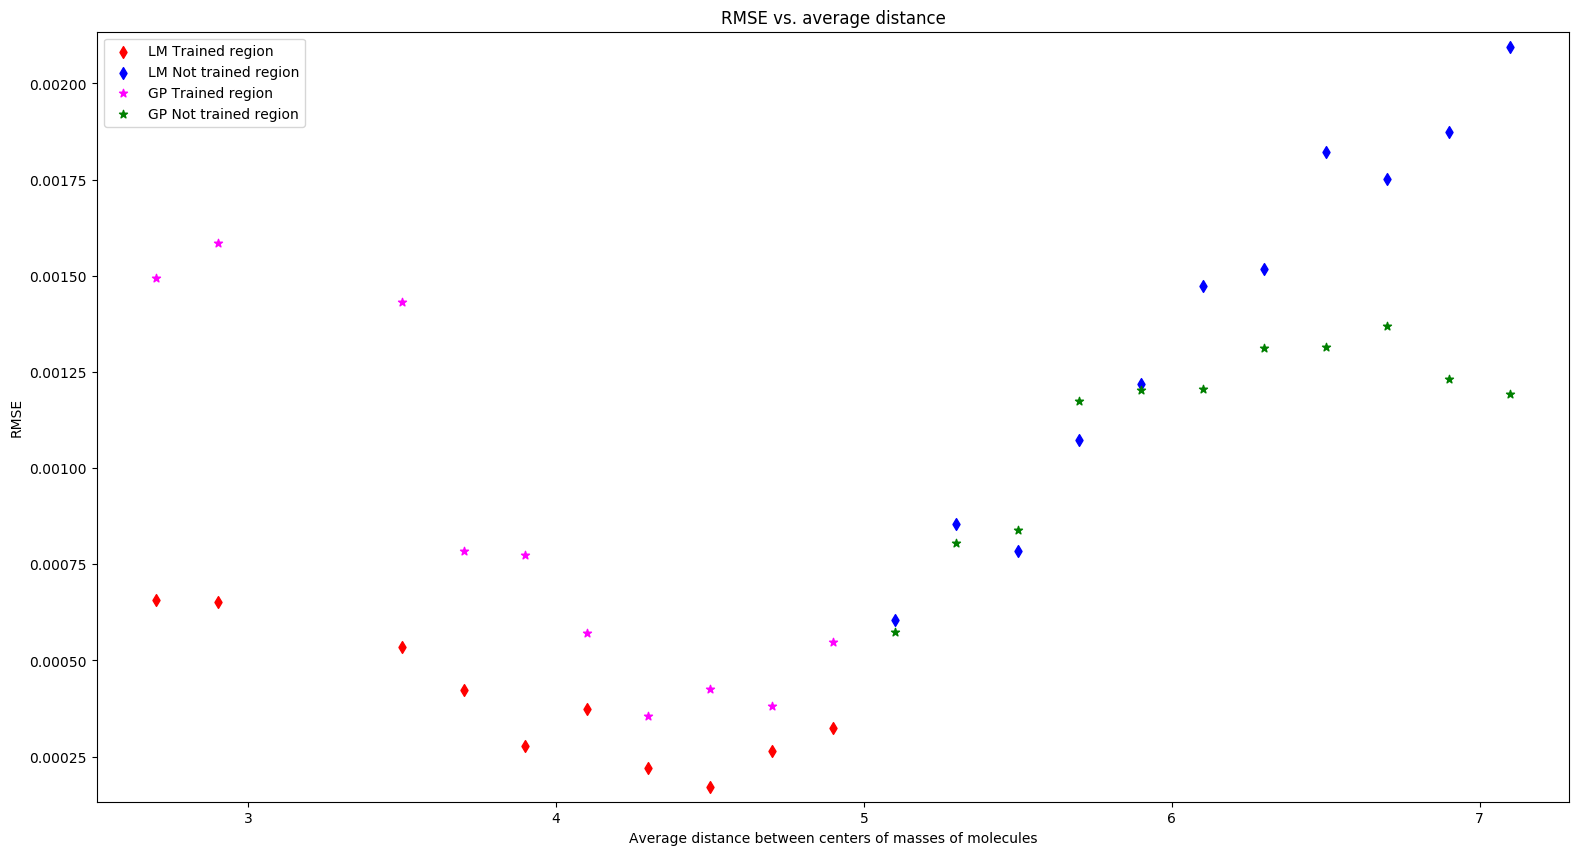 RMSE vs. average distance
LM Trained region
LM Not trained region
GP Trained region
GP Not trained region
0.00200
0.00175
0.00150
0.00125
0.00100
0.00075
0.00050
0.00025
RMSE
3 4 5 6 7
Average distance between centers of masses of molecules